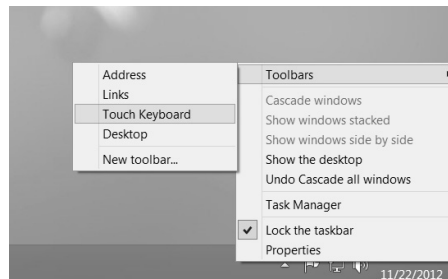 Address
Links
Touch Keyboard
Desktop
New toolbar...
Toolbars
Cascade windows
Show windows stacked
Show windows side by side
Show the desktop
Undo Cascade all windows
Task Manager
Lock the taskbar
Properties
11/22/2012